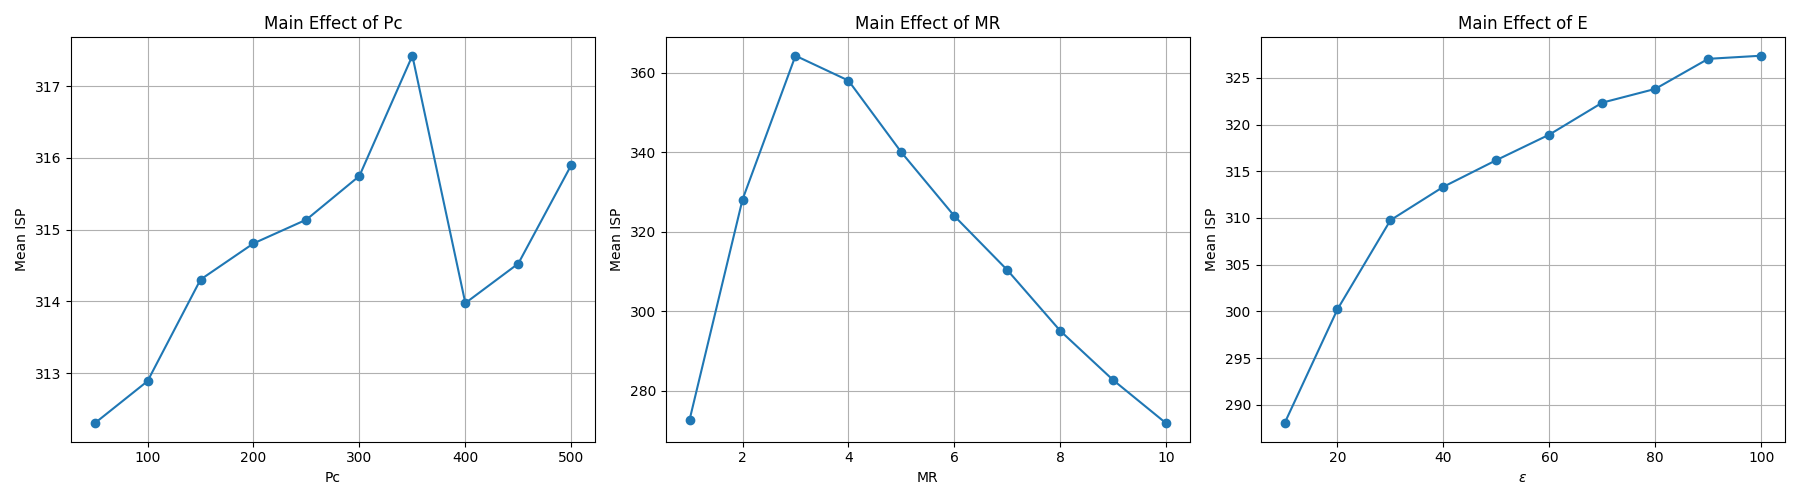 Main Effect of Pc
Mean ISP
317
316
315
314
313
100 200 300 400 500
Pc
Main Effect of MR
Mean ISP
360
340
320
300
280
2 4 6 8 10
MR
Main Effect of E
Mean ISP
325
320
315
310
305
300
295
290
20 40 60 80 100
ε